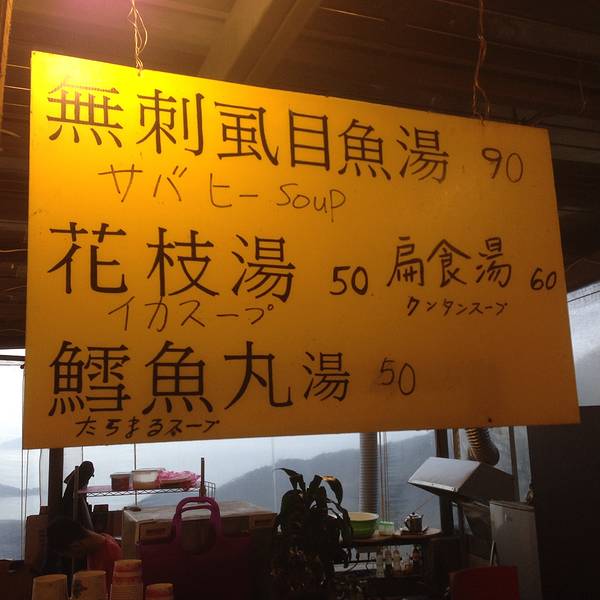 無刺虱目魚湯 90
サバヒー Soup
花枝湯 50 扁食湯 60
イカスープ クンタンスープ
鱈魚丸湯 50
たちまるスープ